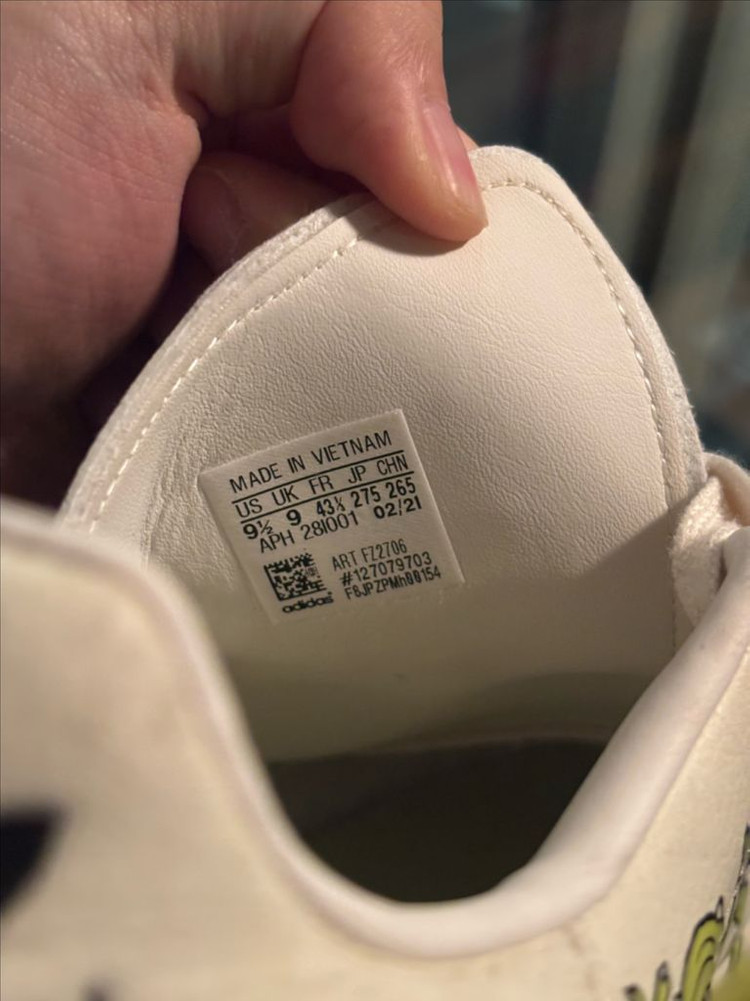 MADE IN VIETNAM
US UK FR JP CHN
9½ 9 43⅓ 275 265
APH 28I001 02/21
ART FZ2706
#127079703
F8JPZPMh00154
adidas